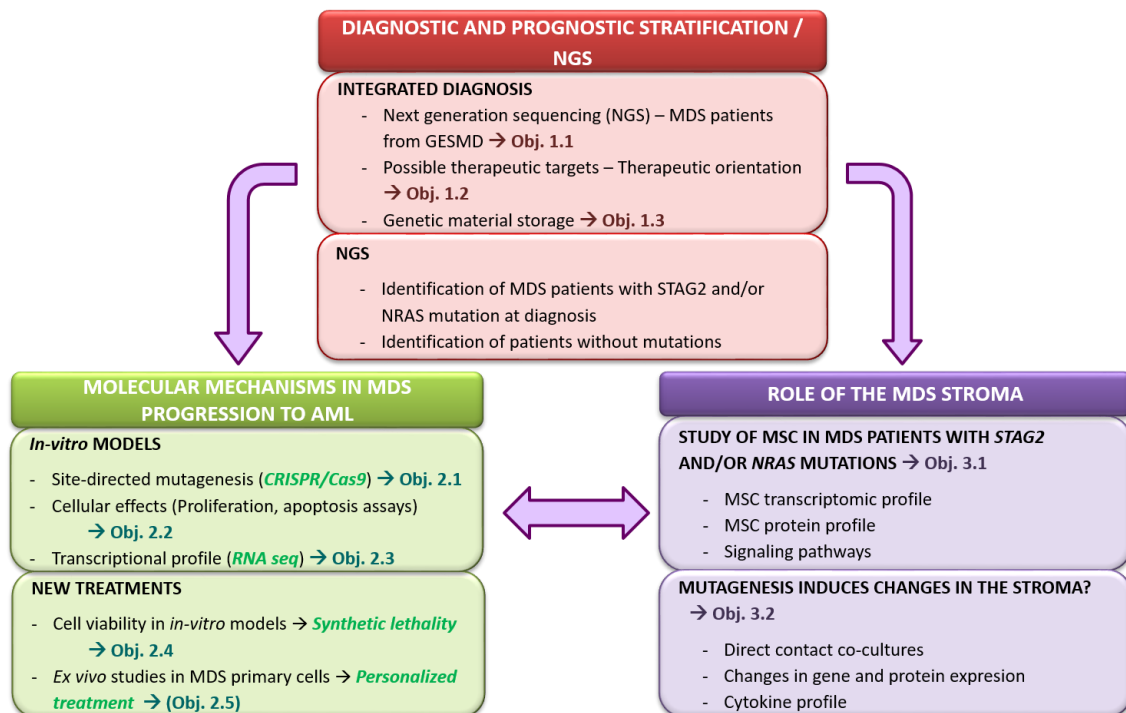 DIAGNOSTIC AND PROGNOSTIC STRATIFICATION /
NGS
INTEGRATED DIAGNOSIS
- Next generation sequencing (NGS) – MDS patients
from GESMD → Obj. 1.1
- Possible therapeutic targets – Therapeutic orientation
→ Obj. 1.2
- Genetic material storage → Obj. 1.3
NGS
- Identification of MDS patients with STAG2 and/or
NRAS mutation at diagnosis
- Identification of patients without mutations
MOLECULAR MECHANISMS IN MDS
PROGRESSION TO AML
In-vitro MODELS
- Site-directed mutagenesis (CRISPR/Cas9) → Obj. 2.1
- Cellular effects (Proliferation, apoptosis assays)
→ Obj. 2.2
- Transcriptional profile (RNA seq) → Obj. 2.3
NEW TREATMENTS
- Cell viability in in-vitro models → Synthetic lethality
→ Obj. 2.4
- Ex vivo studies in MDS primary cells → Personalized
treatment → (Obj. 2.5)
ROLE OF THE MDS STROMA
STUDY OF MSC IN MDS PATIENTS WITH STAG2
AND/OR NRAS MUTATIONS → Obj. 3.1
- MSC transcriptomic profile
- MSC protein profile
- Signaling pathways
MUTAGENESIS INDUCES CHANGES IN THE STROMA?
→ Obj. 3.2
- Direct contact co-cultures
- Changes in gene and protein expresion
- Cytokine profile